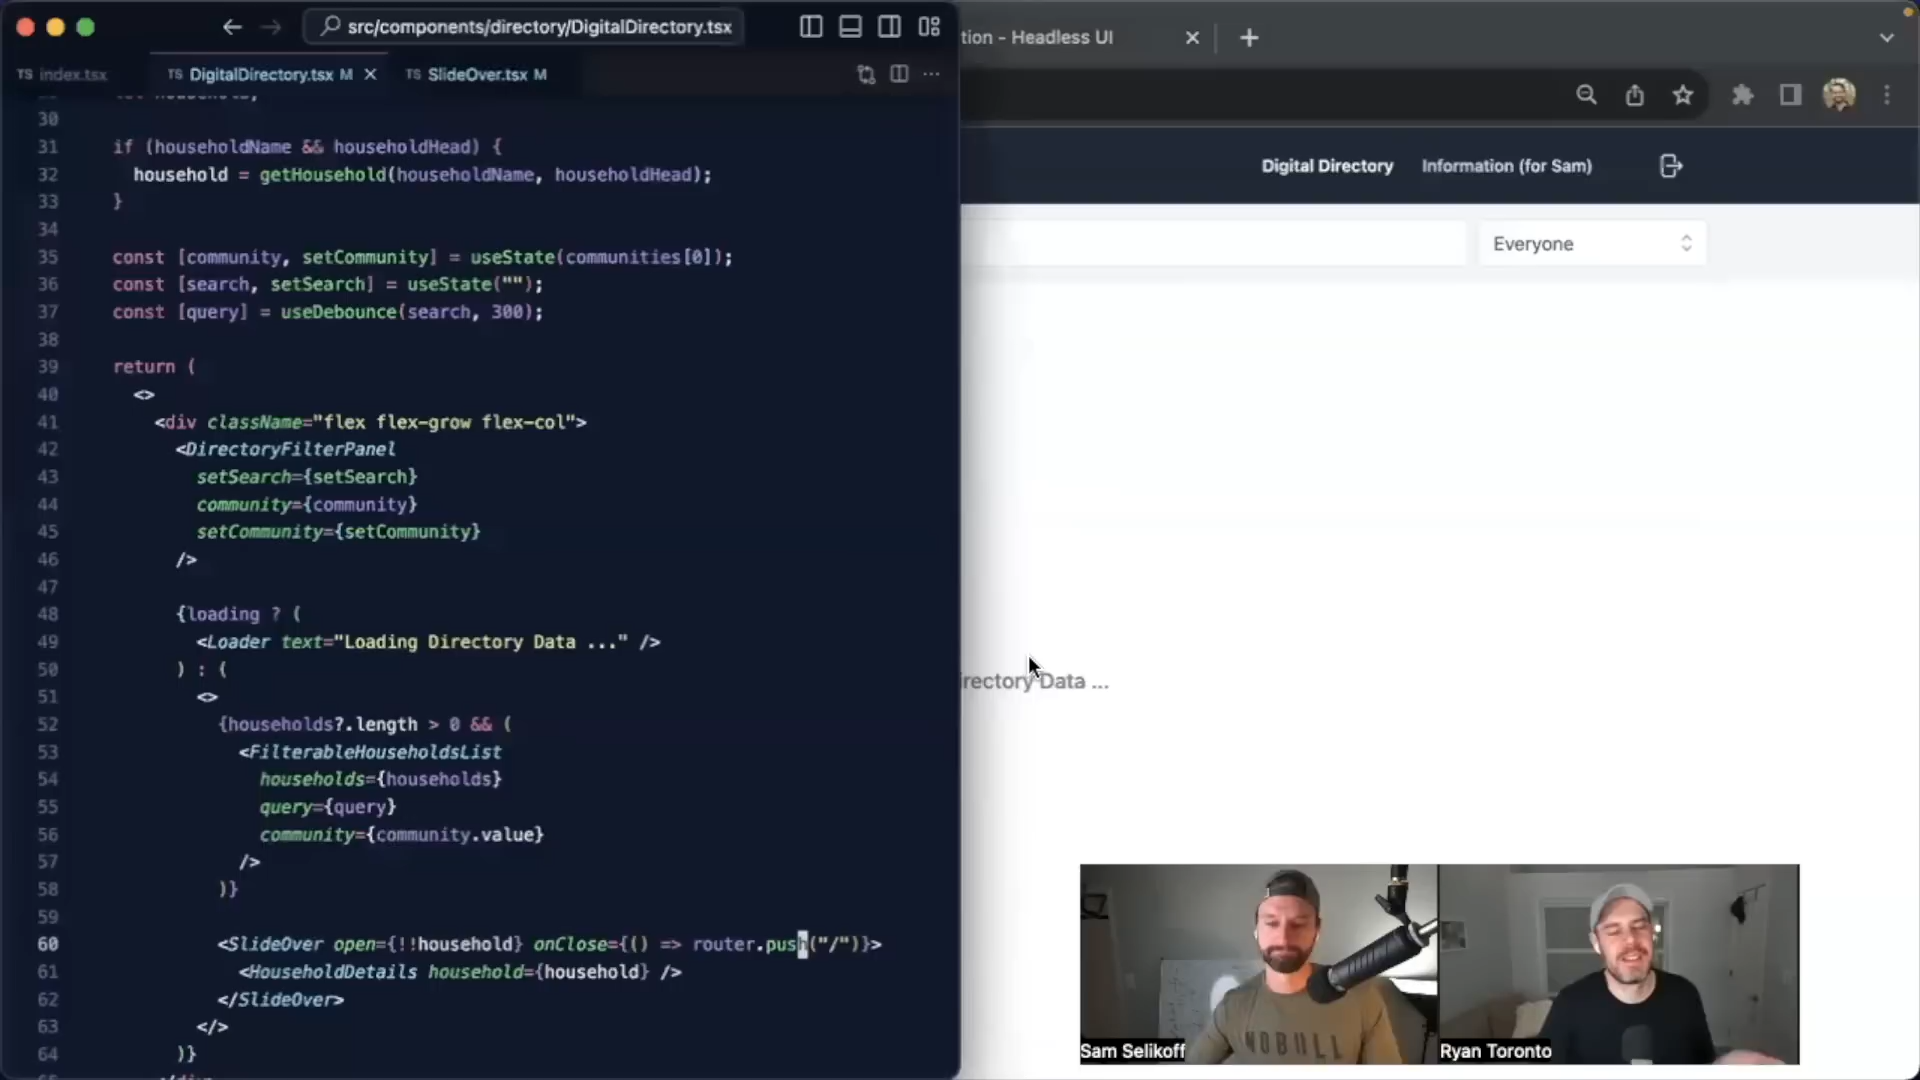 src/components/directory/DigitalDirectory.tsx
TS index.tsx
TS DigitalDirectory.tsx M
TS SlideOver.tsx M
30
31 if (householdName && householdHead) {
32 household = getHousehold(householdName, householdHead);
33 }
34
35 const [community, setCommunity] = useState(communities[0]);
36 const [search, setSearch] = useState("");
37 const [query] = useDebounce(search, 300);
38
39 return (
40 <>
41 <div className="flex flex-grow flex-col">
42 <DirectoryFilterPanel
43 setSearch={setSearch}
44 community={community}
45 setCommunity={setCommunity}
46 />
47
48 {loading ? (
49 <Loader text="Loading Directory Data ..." />
50 ) : (
51 <>
52 {households?.length > 0 && (
53 <FilterableHouseholdsList
54 households={households}
55 query={query}
56 community={community.value}
57 />
58 )}
59
60 <SlideOver open={!!household} onClose={() => router.push("/")}>
61 <HouseholdDetails household={household} />
62 </SlideOver>
63 </>
64 )}
tion - Headless UI
Digital Directory
Information (for Sam)
Everyone
irectory Data ...
NOBULL
Sam Selikoff
Ryan Toronto